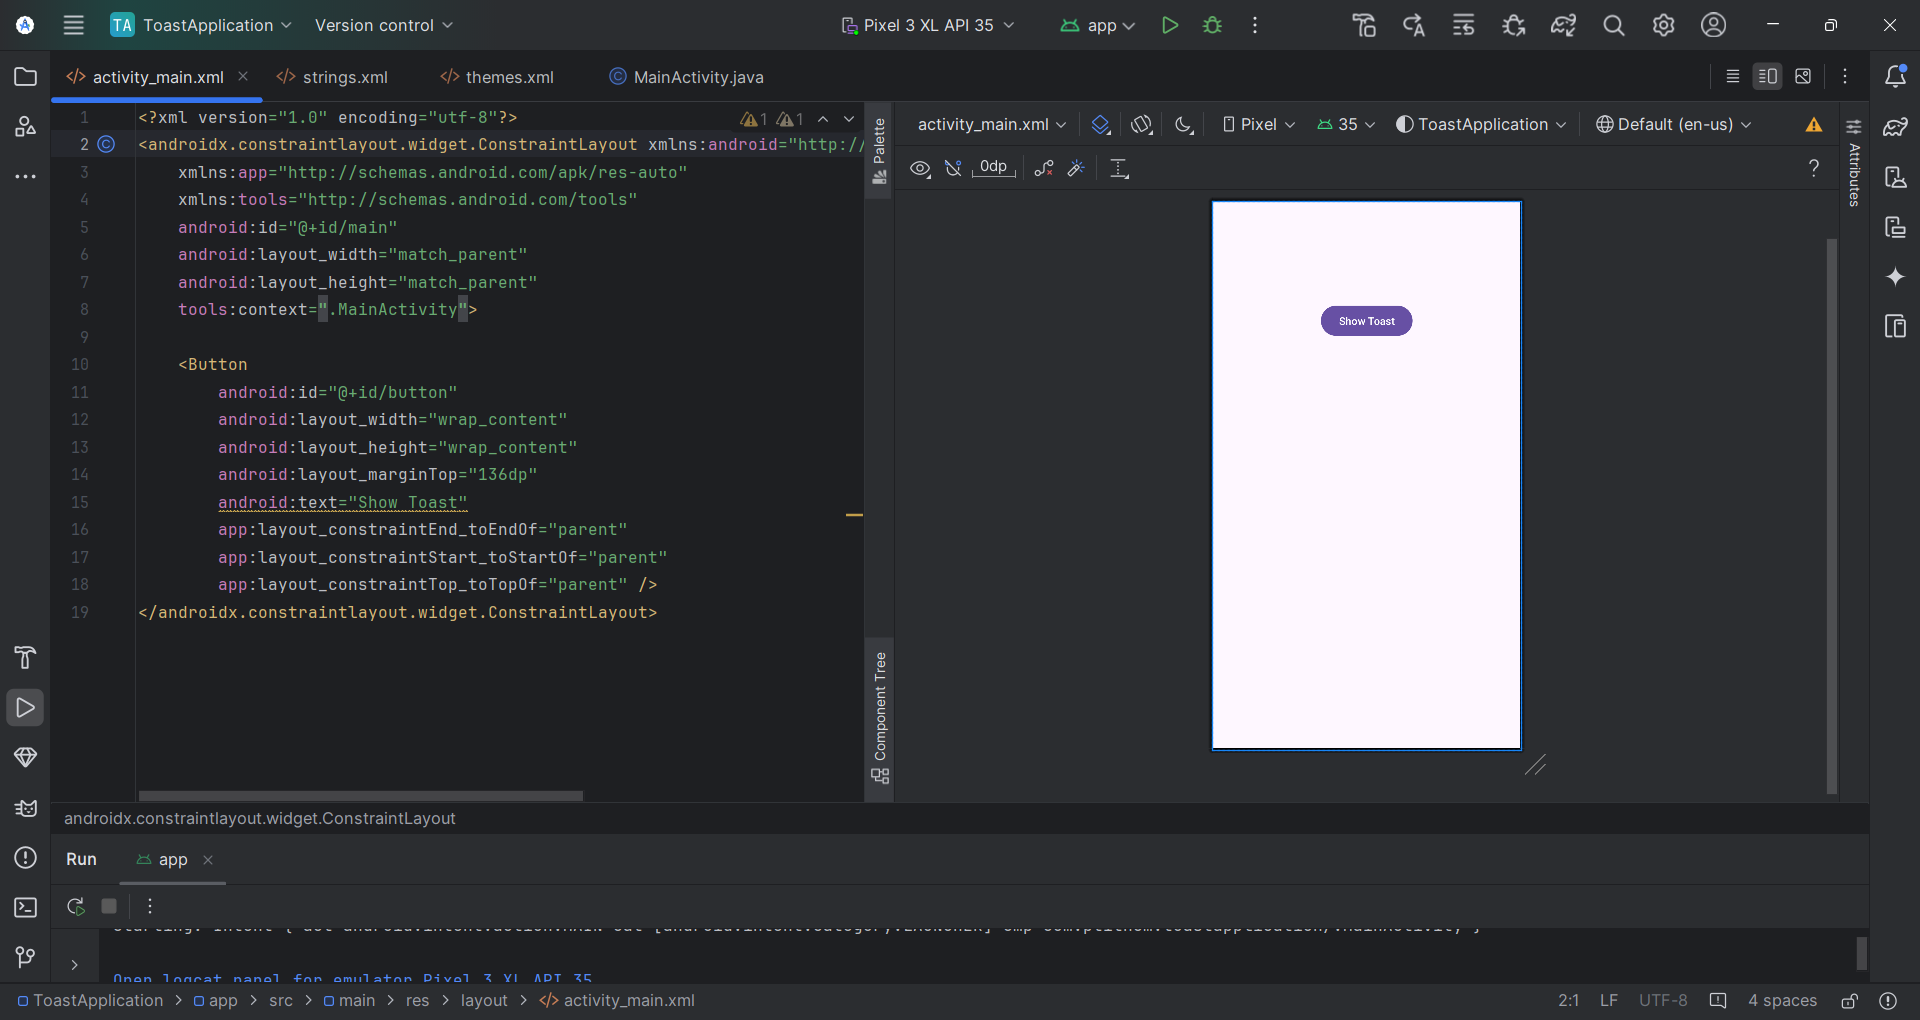 TA ToastApplication Version control Pixel 3 XL API 35 app
activity_main.xml strings.xml themes.xml MainActivity.java
1 <?xml version="1.0" encoding="utf-8"?> 1 1
2 <androidx.constraintlayout.widget.ConstraintLayout xmlns:android="http://
3 xmlns:app="http://schemas.android.com/apk/res-auto"
4 xmlns:tools="http://schemas.android.com/tools"
5 android:id="@+id/main"
6 android:layout_width="match_parent"
7 android:layout_height="match_parent"
8 tools:context=".MainActivity">
9
10 <Button
11 android:id="@+id/button"
12 android:layout_width="wrap_content"
13 android:layout_height="wrap_content"
14 android:layout_marginTop="136dp"
15 android:text="Show Toast"
16 app:layout_constraintEnd_toEndOf="parent"
17 app:layout_constraintStart_toStartOf="parent"
18 app:layout_constraintTop_toTopOf="parent" />
19 </androidx.constraintlayout.widget.ConstraintLayout>
Palette
Component Tree
activity_main.xml Pixel 35 ToastApplication Default (en-us)
0dp ?
Attributes
Show Toast
androidx.constraintlayout.widget.ConstraintLayout
Run app
Open logcat panel for emulator Pixel 3 XL API 35
ToastApplication > app > src > main > res > layout > activity_main.xml 2:1 LF UTF-8 4 spaces